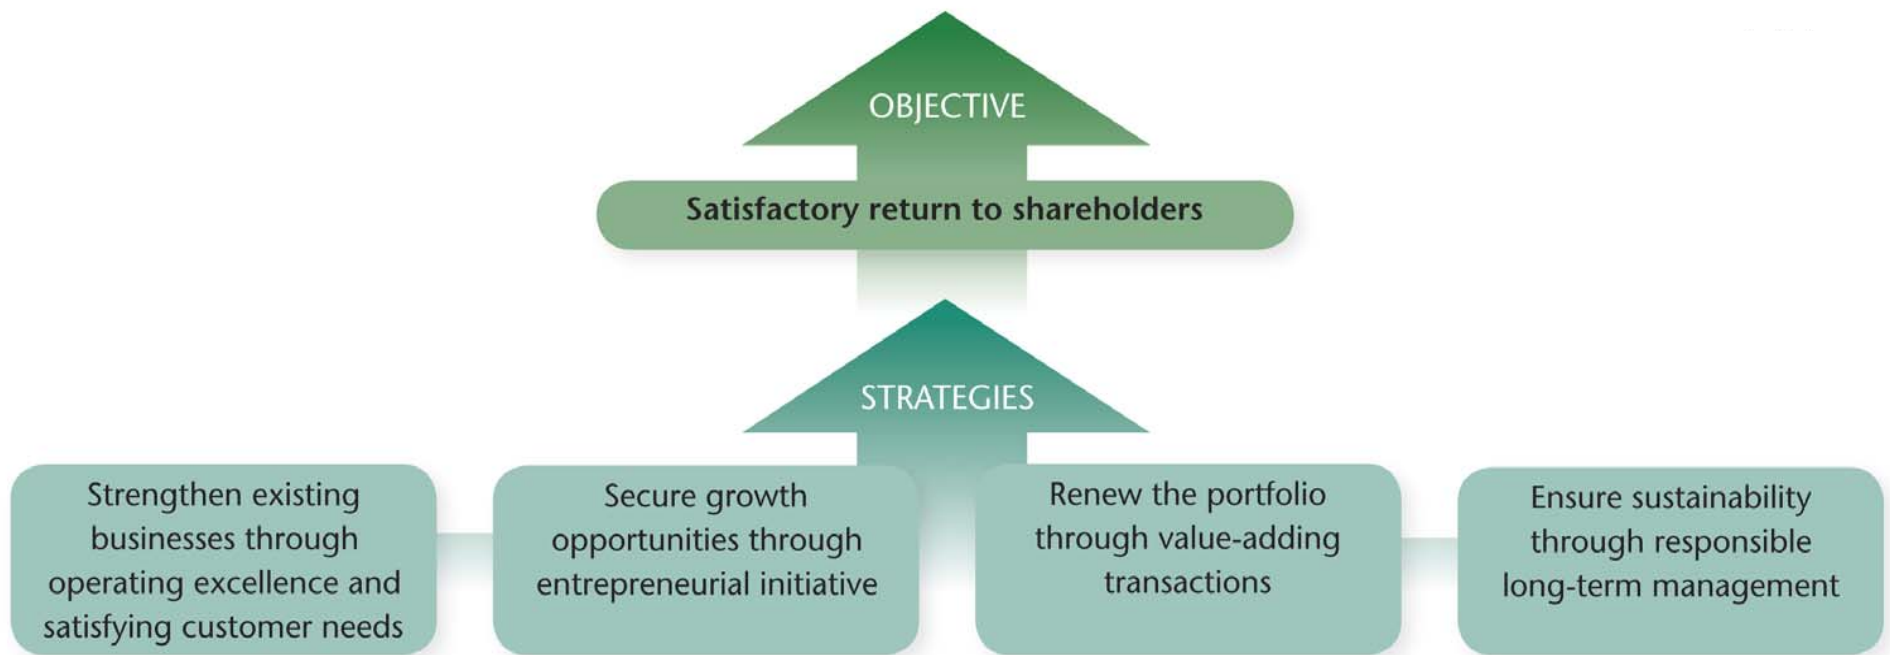 OBJECTIVE
Satisfactory return to shareholders
STRATEGIES
Strengthen existing
businesses through
operating excellence and
satisfying customer needs
Secure growth
opportunities through
entrepreneurial initiative
Renew the portfolio
through value-adding
transactions
Ensure sustainability
through responsible
long-term management